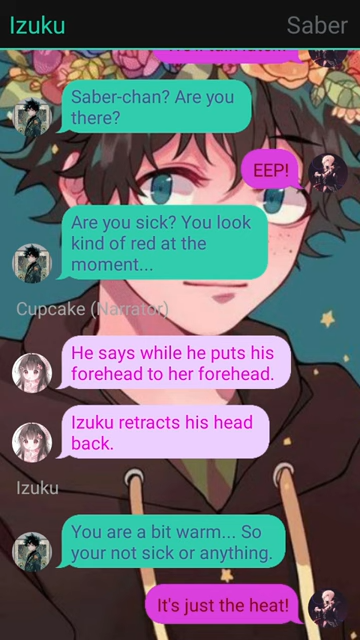 Izuku
Saber
Saber-chan? Are you
there?
EEP!
Are you sick? You look
kind of red at the
moment...
Cupcake (Narrator)
He says while he puts his
forehead to her forehead.
Izuku retracts his head
back.
Izuku
You are a bit warm... So
your not sick or anything.
It's just the heat!